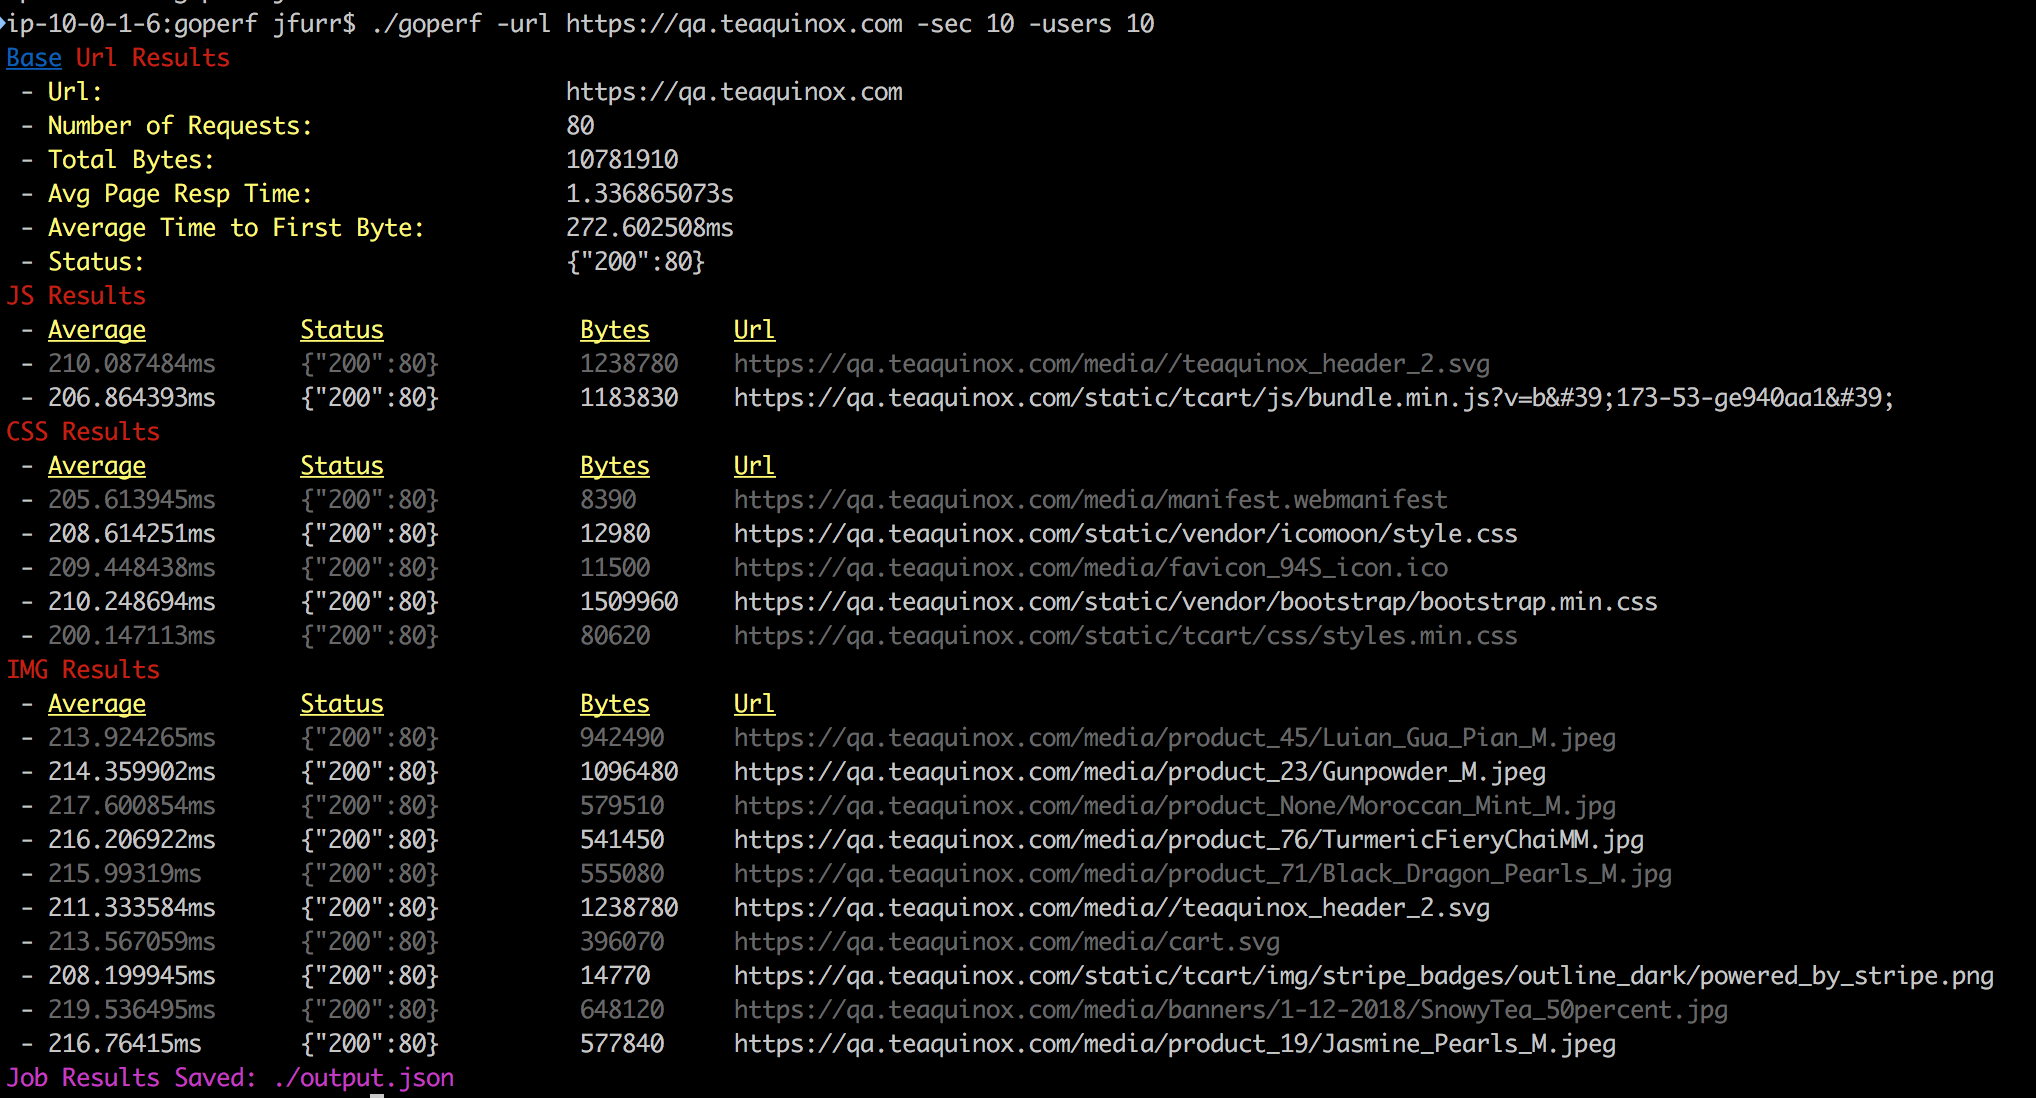 ip-10-0-1-6:goperf jfurr$ ./goperf -url https://qa.teaquinox.com -sec 10 -users 10
Base Url Results
- Url: https://qa.teaquinox.com
- Number of Requests: 80
- Total Bytes: 10781910
- Avg Page Resp Time: 1.336865073s
- Average Time to First Byte: 272.602508ms
- Status: {"200":80}
JS Results
- Average Status Bytes Url
- 210.087484ms {"200":80} 1238780 https://qa.teaquinox.com/media//teaquinox_header_2.svg
- 206.864393ms {"200":80} 1183830 https://qa.teaquinox.com/static/tcart/js/bundle.min.js?v=b&#39;173-53-ge940aa1&#39;
CSS Results
- Average Status Bytes Url
- 205.613945ms {"200":80} 8390 https://qa.teaquinox.com/media/manifest.webmanifest
- 208.614251ms {"200":80} 12980 https://qa.teaquinox.com/static/vendor/icomoon/style.css
- 209.448438ms {"200":80} 11500 https://qa.teaquinox.com/media/favicon_94S_icon.ico
- 210.248694ms {"200":80} 1509960 https://qa.teaquinox.com/static/vendor/bootstrap/bootstrap.min.css
- 200.147113ms {"200":80} 80620 https://qa.teaquinox.com/static/tcart/css/styles.min.css
IMG Results
- Average Status Bytes Url
- 213.924265ms {"200":80} 942490 https://qa.teaquinox.com/media/product_45/Luian_Gua_Pian_M.jpeg
- 214.359902ms {"200":80} 1096480 https://qa.teaquinox.com/media/product_23/Gunpowder_M.jpeg
- 217.600854ms {"200":80} 579510 https://qa.teaquinox.com/media/product_None/Moroccan_Mint_M.jpg
- 216.206922ms {"200":80} 541450 https://qa.teaquinox.com/media/product_76/TurmericFieryChaiMM.jpg
- 215.99319ms {"200":80} 555080 https://qa.teaquinox.com/media/product_71/Black_Dragon_Pearls_M.jpg
- 211.333584ms {"200":80} 1238780 https://qa.teaquinox.com/media//teaquinox_header_2.svg
- 213.567059ms {"200":80} 396070 https://qa.teaquinox.com/media/cart.svg
- 208.199945ms {"200":80} 14770 https://qa.teaquinox.com/static/tcart/img/stripe_badges/outline_dark/powered_by_stripe.png
- 219.536495ms {"200":80} 648120 https://qa.teaquinox.com/media/banners/1-12-2018/SnowyTea_50percent.jpg
- 216.76415ms {"200":80} 577840 https://qa.teaquinox.com/media/product_19/Jasmine_Pearls_M.jpeg
Job Results Saved: ./output.json